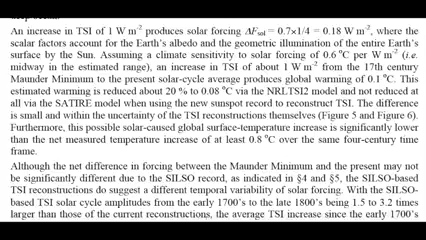 An increase in TSI of 1 W m⁻² produces solar forcing ΔFsol = 0.7x1/4 = 0.18 W m⁻², where the
scalar factors account for the Earth's albedo and the geometric illumination of the entire Earth's
surface by the Sun. Assuming a climate sensitivity to solar forcing of 0.6 °C per W m⁻² (i.e.
midway in the estimated range), an increase in TSI of about 1 W m⁻² from the 17th century
Maunder Minimum to the present solar-cycle average produces global warming of 0.1 °C. This
estimated warming is reduced about 20 % to 0.08 °C via the NRLTSI2 model and not reduced at
all via the SATIRE model when using the new sunspot record to reconstruct TSI. The difference
is small and within the uncertainty of the TSI reconstructions themselves (Figure 5 and Figure 6).
Furthermore, this possible solar-caused global surface-temperature increase is significantly lower
than the net measured temperature increase of at least 0.8 °C over the same four-century time
frame.
Although the net difference in forcing between the Maunder Minimum and the present may not
be significantly different due to the SILSO record, as indicated in §4 and §5, the SILSO-based
TSI reconstructions do suggest a different temporal variability of solar forcing. With the SILSO-
based TSI solar cycle amplitudes from the early 1700's to the late 1800's being 1.5 to 3.2 times
larger than those of the current reconstructions, the average TSI increase since the early 1700's